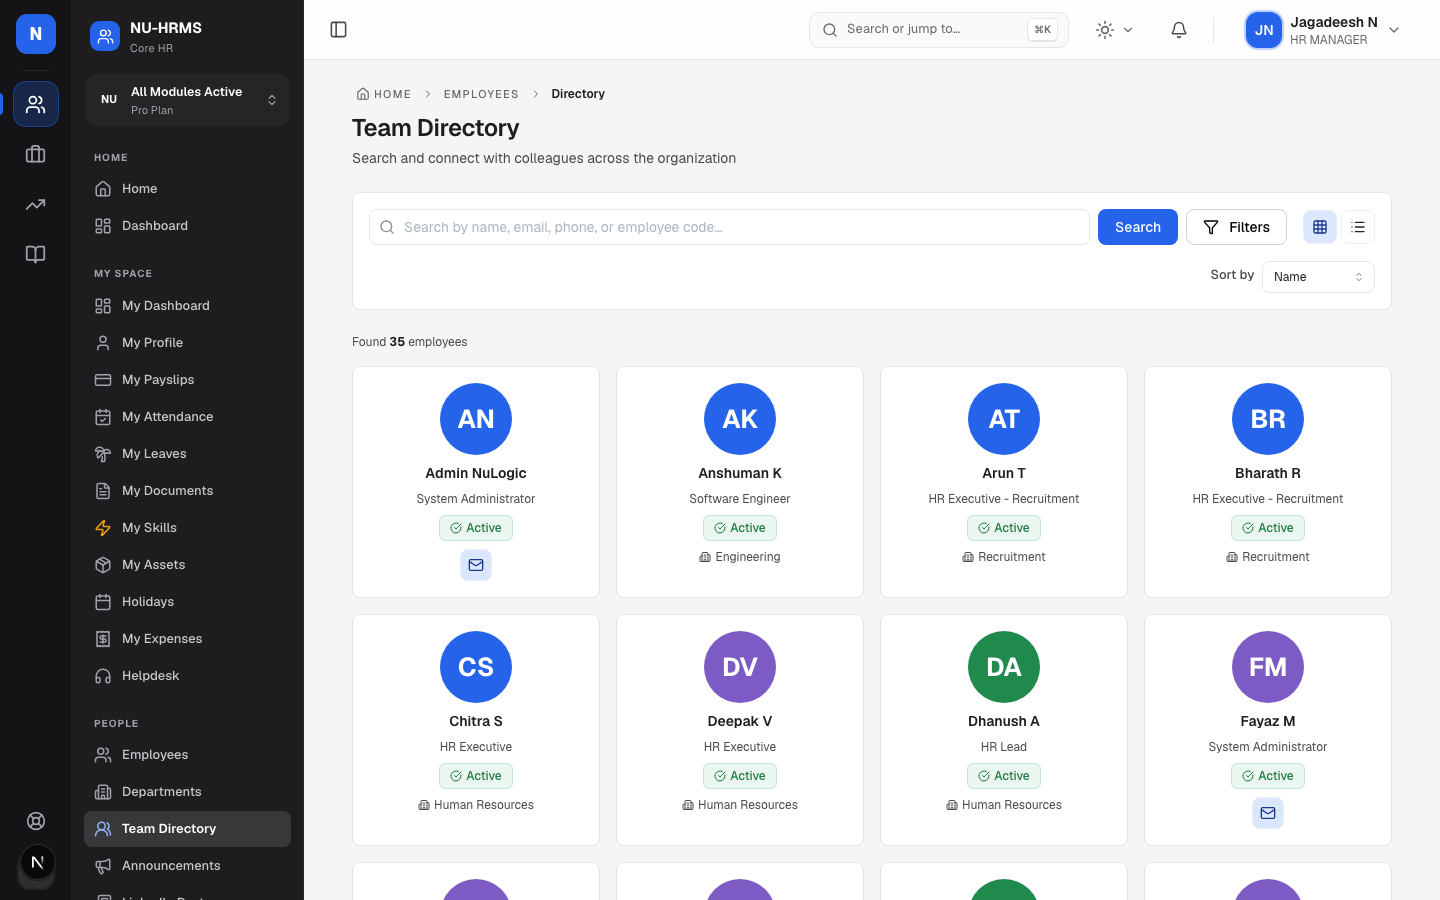 N
NU-HRMS
Core HR
NU
All Modules Active
Pro Plan
HOME
Home
Dashboard
MY SPACE
My Dashboard
My Profile
My Payslips
My Attendance
My Leaves
My Documents
My Skills
My Assets
Holidays
My Expenses
Helpdesk
PEOPLE
Employees
Departments
Team Directory
Announcements
N
Search or jump to...
⌘K
JN
Jagadeesh N
HR MANAGER
HOME
EMPLOYEES
Directory
Team Directory
Search and connect with colleagues across the organization
Search by name, email, phone, or employee code...
Search
Filters
Sort by
Name
Found 35 employees
AN
Admin NuLogic
System Administrator
Active
AK
Anshuman K
Software Engineer
Active
Engineering
AT
Arun T
HR Executive - Recruitment
Active
Recruitment
BR
Bharath R
HR Executive - Recruitment
Active
Recruitment
CS
Chitra S
HR Executive
Active
Human Resources
DV
Deepak V
HR Executive
Active
Human Resources
DA
Dhanush A
HR Lead
Active
Human Resources
FM
Fayaz M
System Administrator
Active